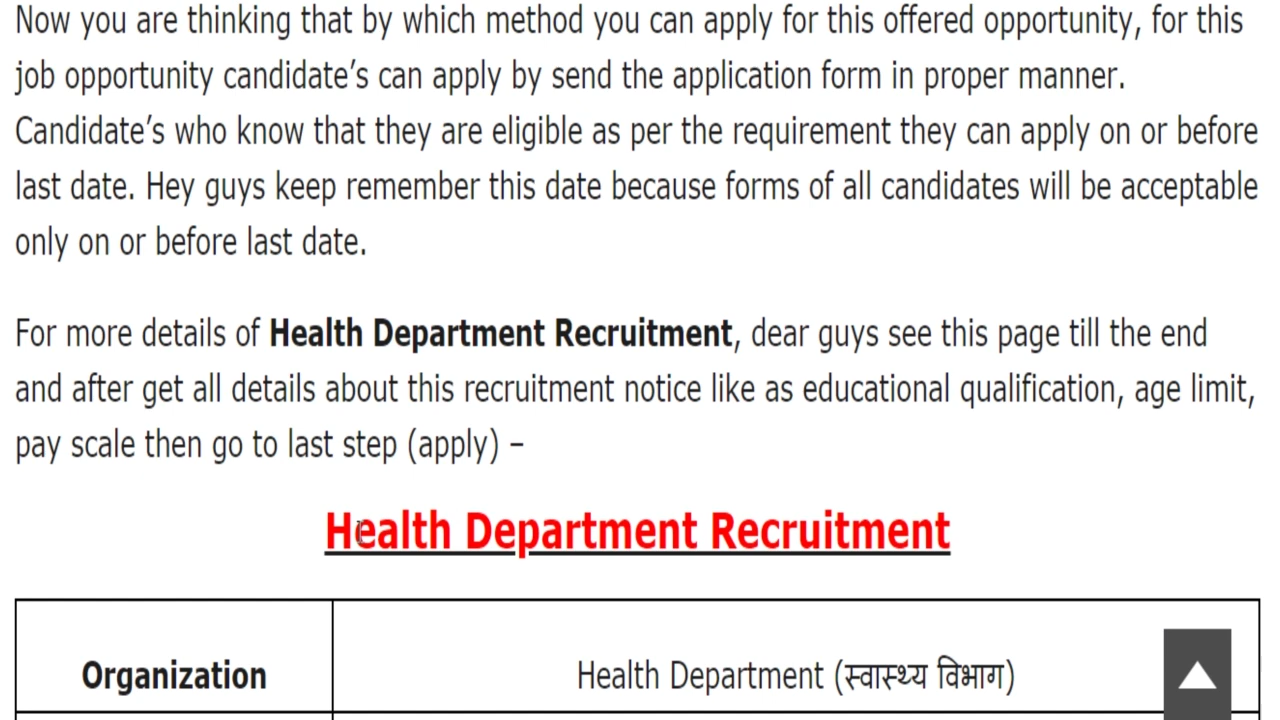 Now you are thinking that by which method you can apply for this offered opportunity, for this
job opportunity candidate’s can apply by send the application form in proper manner.
Candidate’s who know that they are eligible as per the requirement they can apply on or before
last date. Hey guys keep remember this date because forms of all candidates will be acceptable
only on or before last date.
For more details of Health Department Recruitment, dear guys see this page till the end
and after get all details about this recruitment notice like as educational qualification, age limit,
pay scale then go to last step (apply) –
Health Department Recruitment
Organization
Health Department (स्वास्थ्य विभाग)